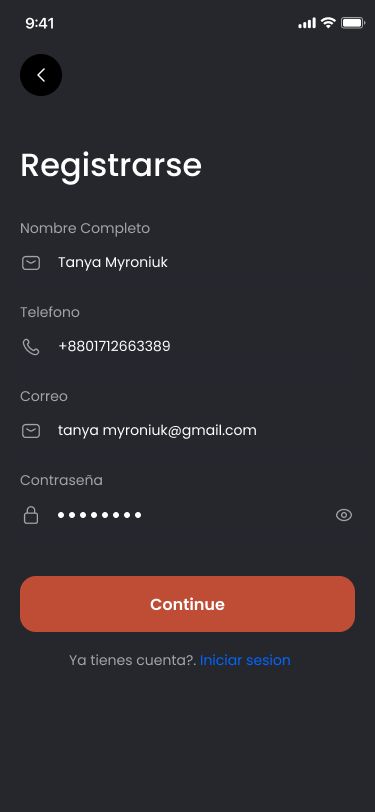 9:41
Registrarse
Nombre Completo
Tanya Myroniuk
Telefono
+8801712663389
Correo
tanya myroniuk@gmail.com
Contraseña
Continue
Ya tienes cuenta?. Iniciar sesion